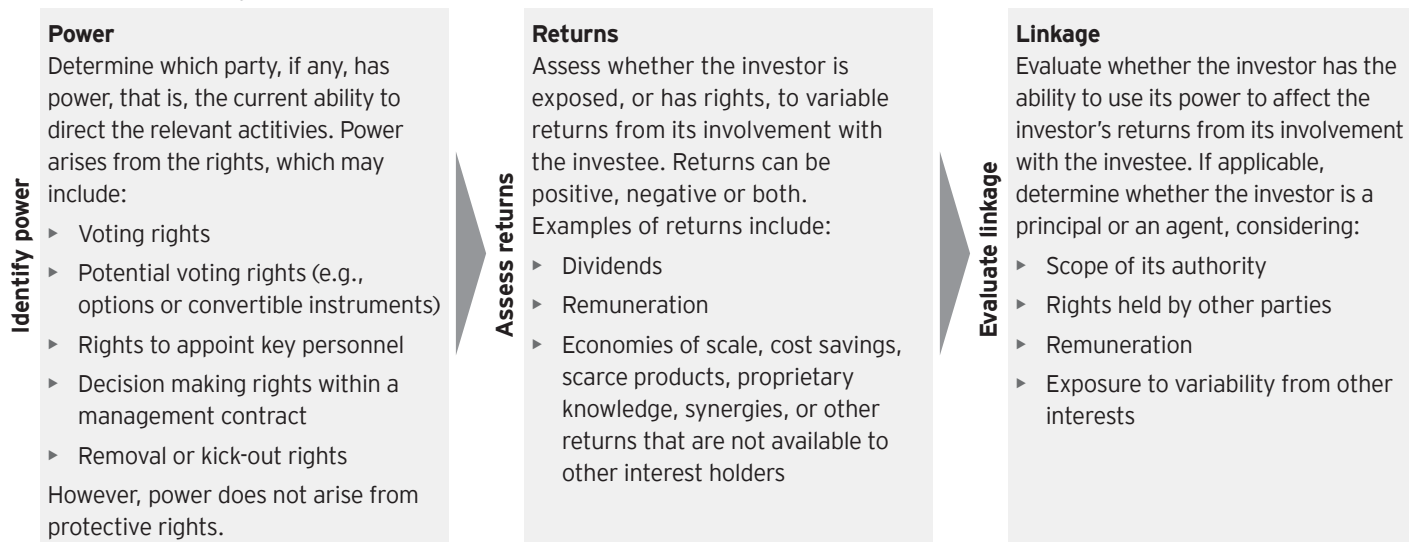 Identify power
Power
Determine which party, if any, has
power, that is, the current ability to
direct the relevant actitivies. Power
arises from the rights, which may
include:
▸ Voting rights
▸ Potential voting rights (e.g.,
options or convertible instruments)
▸ Rights to appoint key personnel
▸ Decision making rights within a
management contract
▸ Removal or kick-out rights
However, power does not arise from
protective rights.
Assess returns
Returns
Assess whether the investor is
exposed, or has rights, to variable
returns from its involvement with
the investee. Returns can be
positive, negative or both.
Examples of returns include:
▸ Dividends
▸ Remuneration
▸ Economies of scale, cost savings,
scarce products, proprietary
knowledge, synergies, or other
returns that are not available to
other interest holders
Evaluate linkage
Linkage
Evaluate whether the investor has the
ability to use its power to affect the
investor's returns from its involvement
with the investee. If applicable,
determine whether the investor is a
principal or an agent, considering:
▸ Scope of its authority
▸ Rights held by other parties
▸ Remuneration
▸ Exposure to variability from other
interests